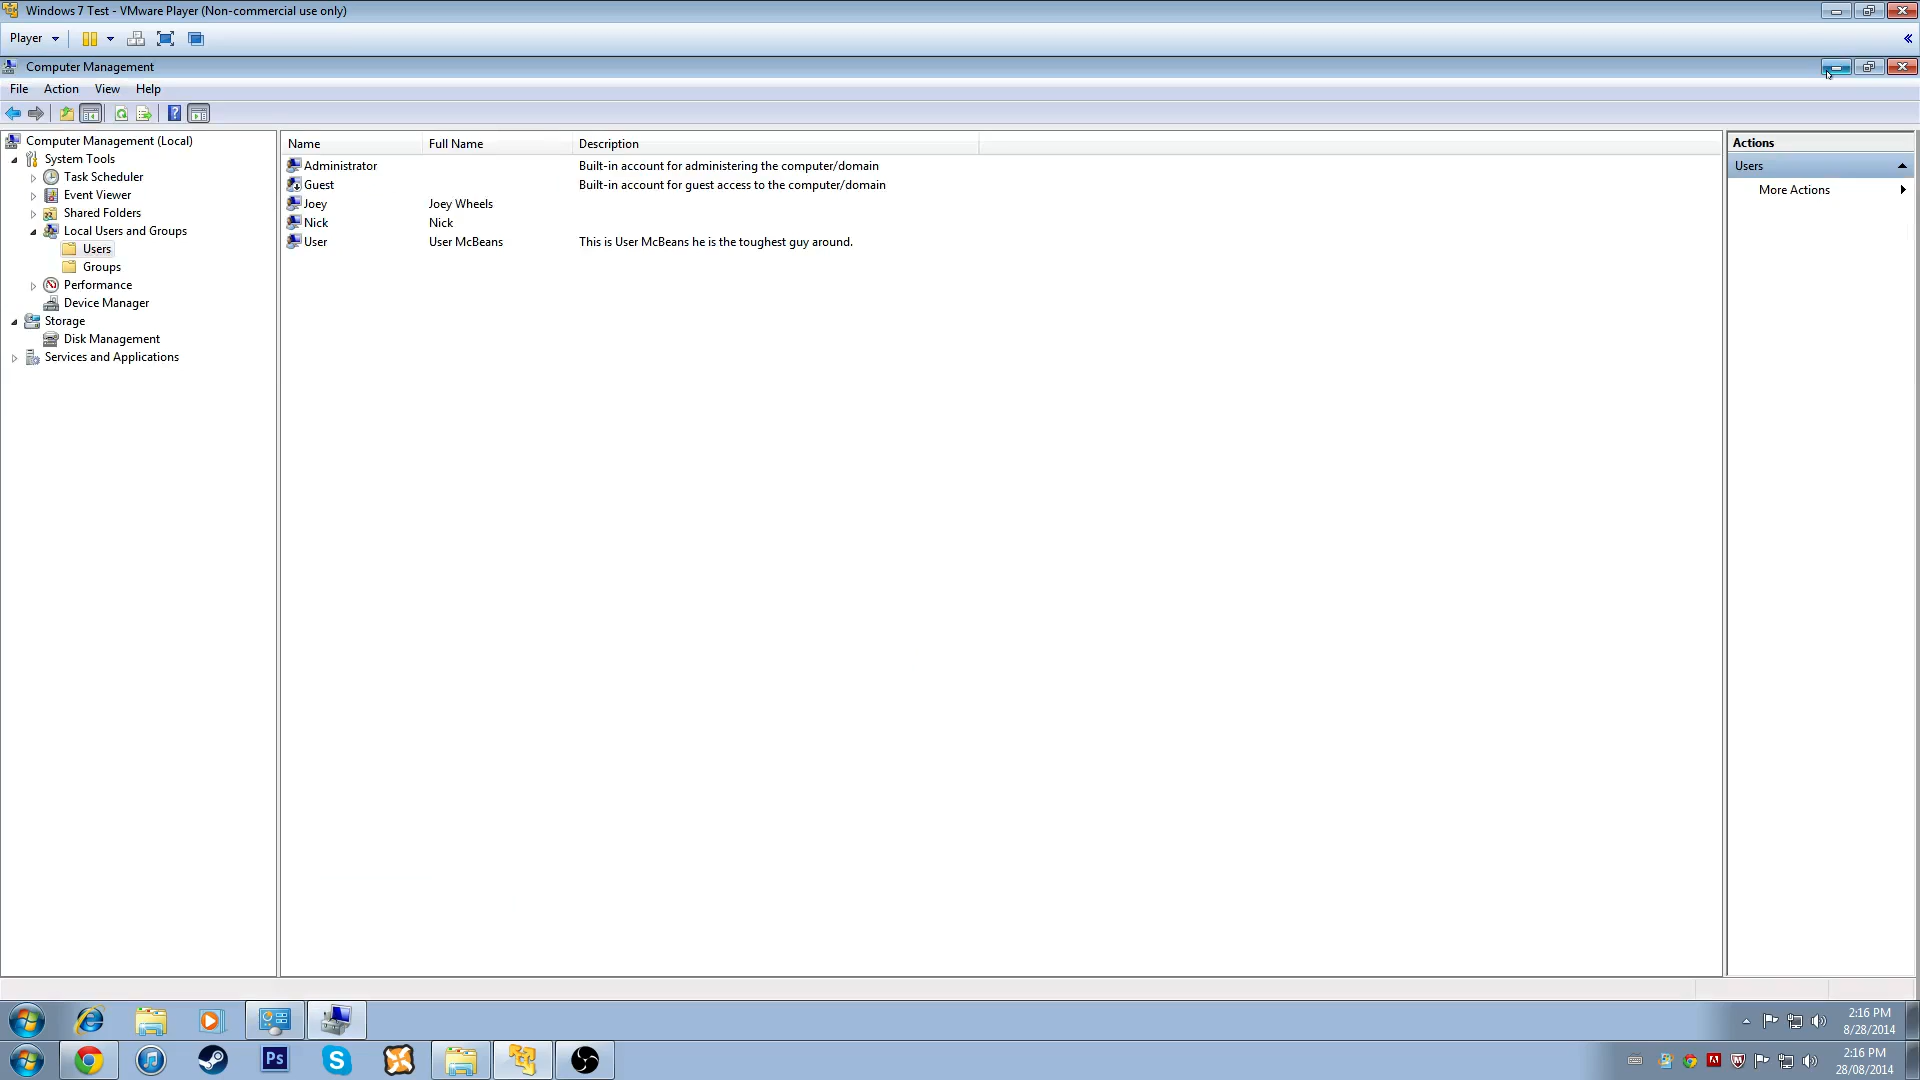 Windows 7 Test - VMware Player (Non-commercial use only)
Player
Computer Management
File Action View Help
Computer Management (Local)
System Tools
Task Scheduler
Event Viewer
Shared Folders
Local Users and Groups
Users
Groups
Performance
Device Manager
Storage
Disk Management
Services and Applications
Name Full Name Description
Administrator Built-in account for administering the computer/domain
Guest Built-in account for guest access to the computer/domain
Joey Joey Wheels
Nick Nick
User User McBeans This is User McBeans he is the toughest guy around.
Actions
Users
More Actions
2:16 PM
8/28/2014
Ps
2:16 PM
28/08/2014